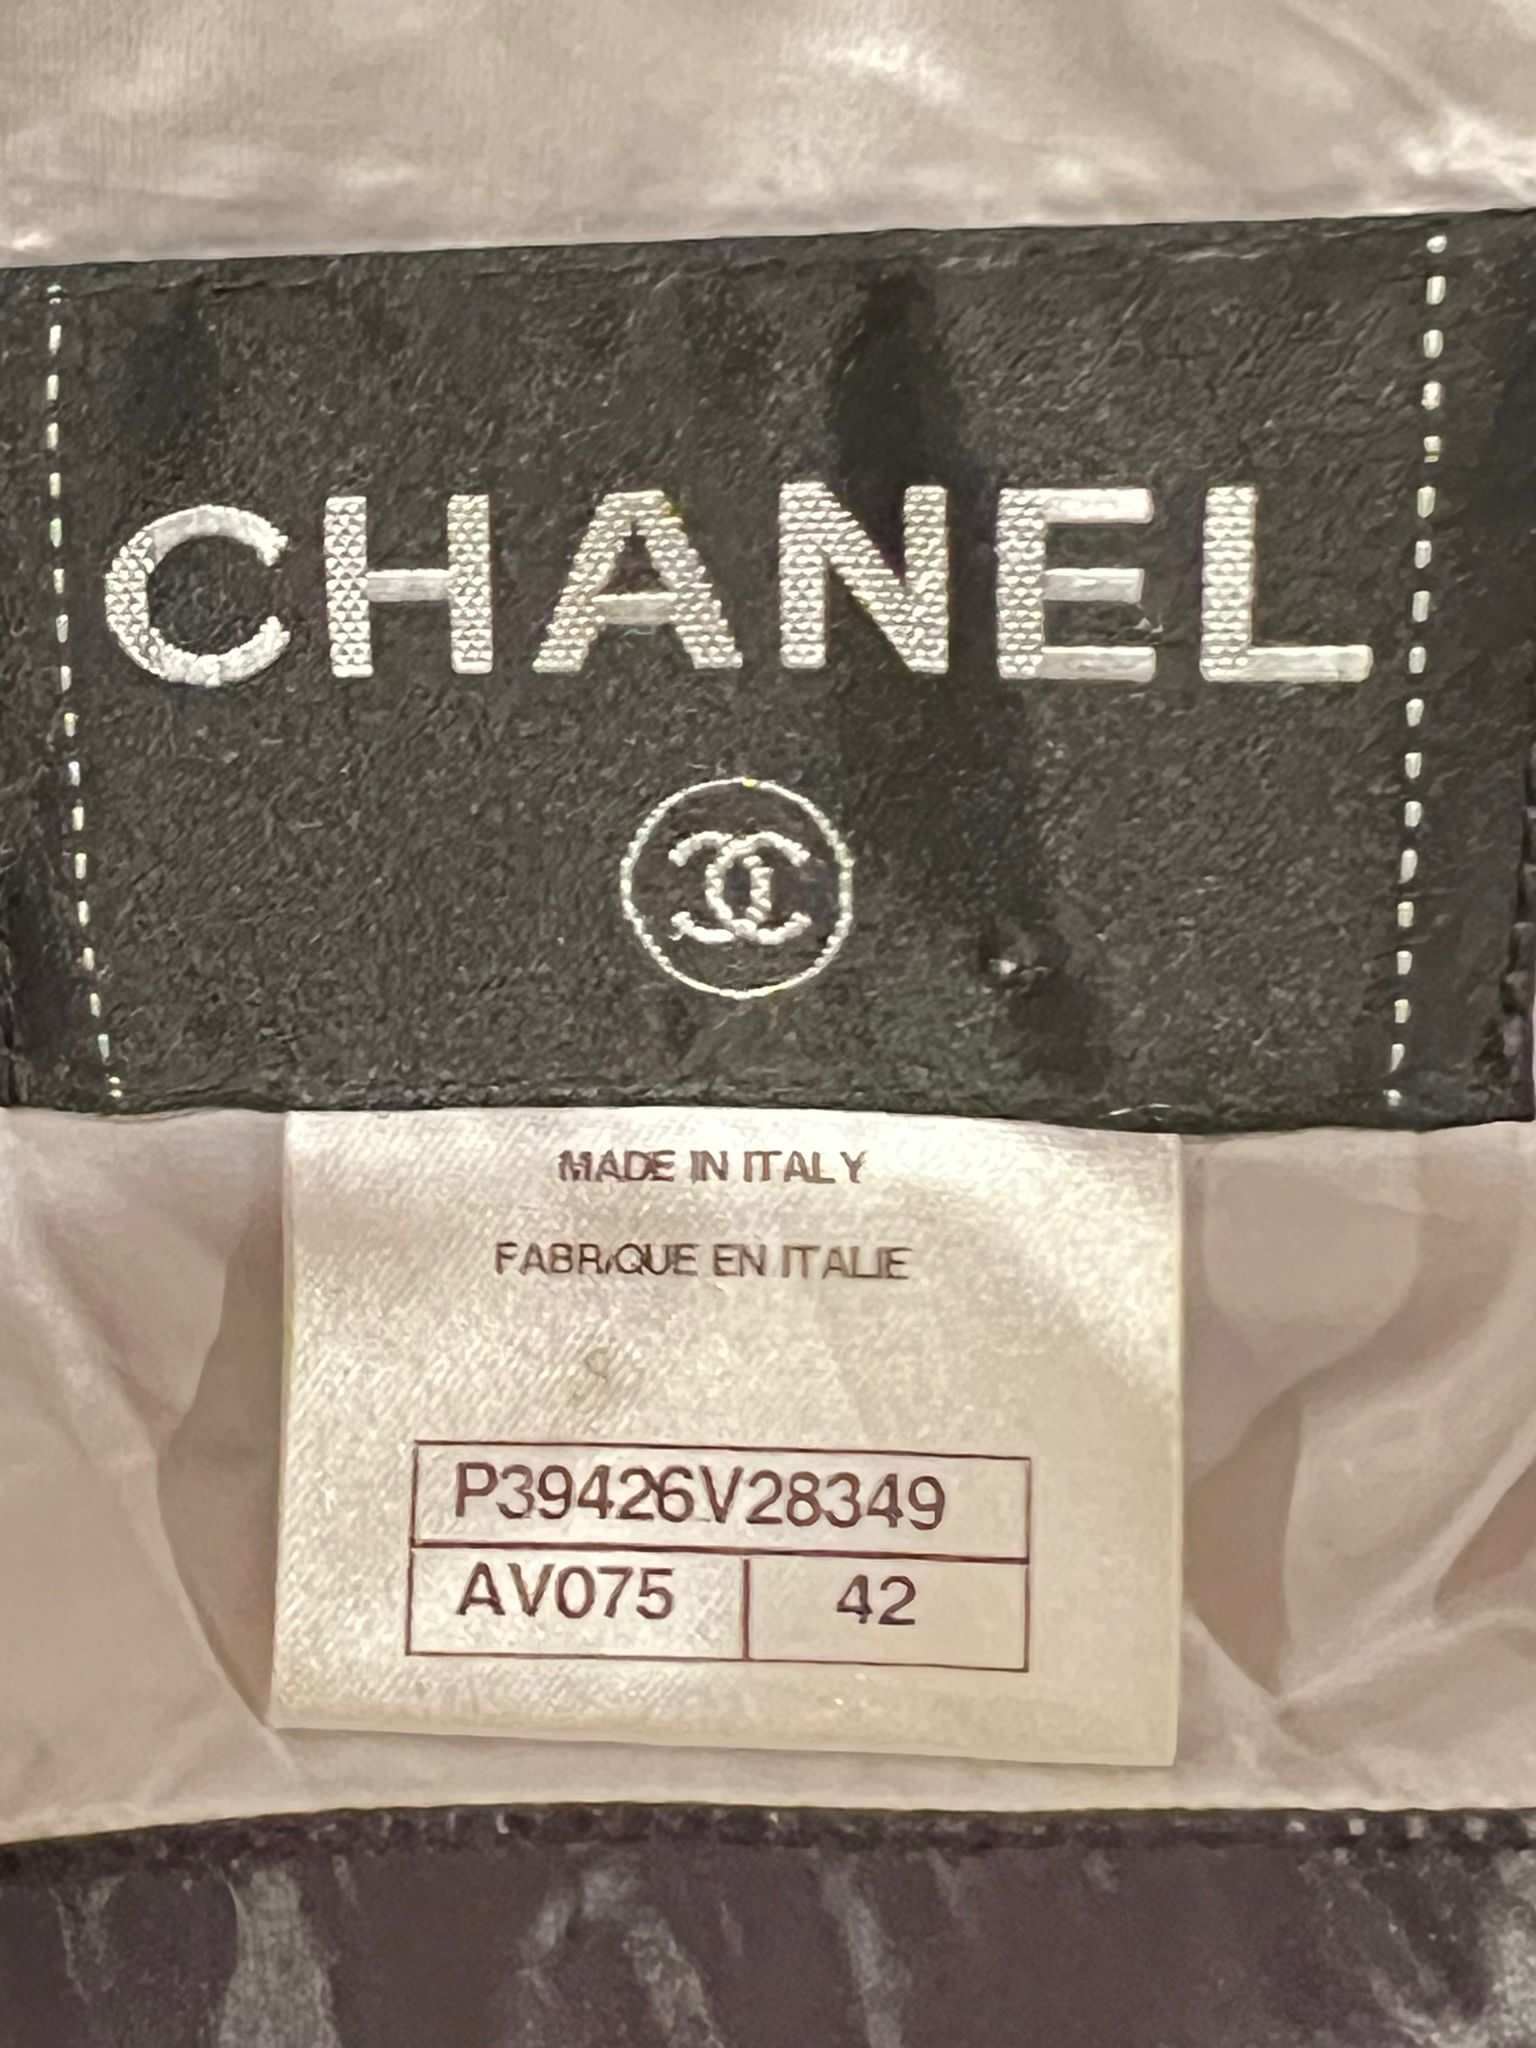 CHANEL
MADE IN ITALY
FABRIQUE EN ITALIE
P39426V28349
AV075 42